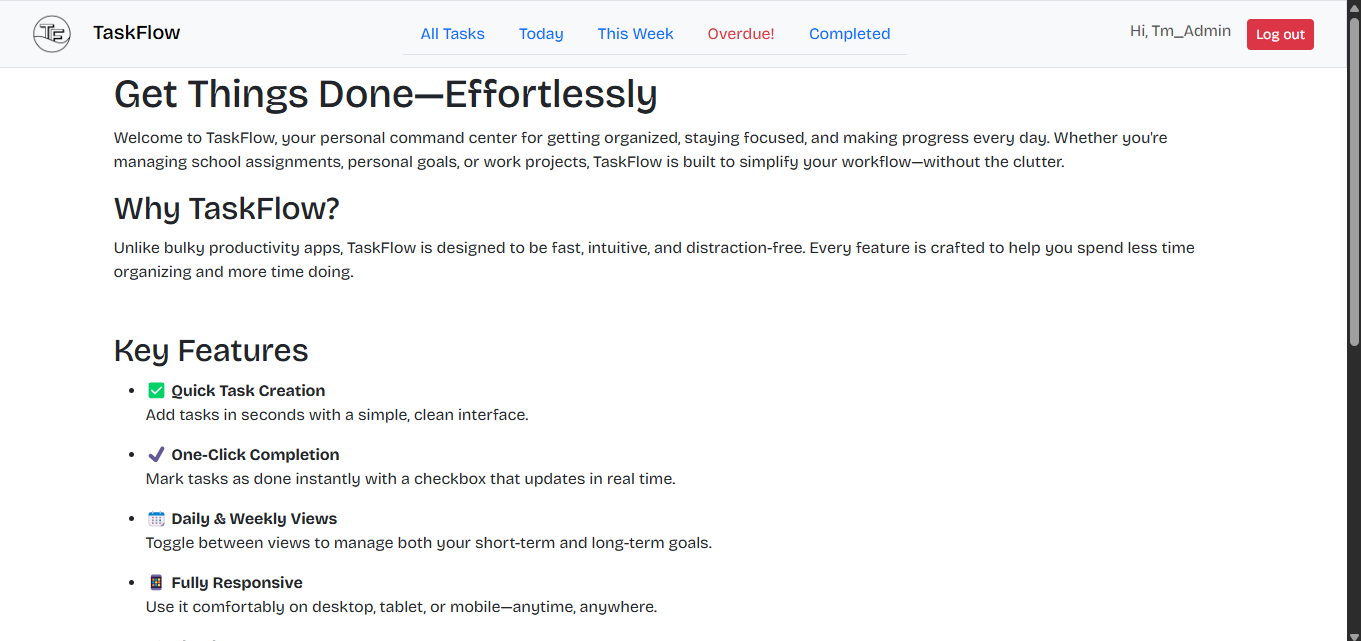 TF TaskFlow All Tasks Today This Week Overdue! Completed Hi, Tm_Admin Log out
Get Things Done—Effortlessly
Welcome to TaskFlow, your personal command center for getting organized, staying focused, and making progress every day. Whether you're
managing school assignments, personal goals, or work projects, TaskFlow is built to simplify your workflow—without the clutter.
Why TaskFlow?
Unlike bulky productivity apps, TaskFlow is designed to be fast, intuitive, and distraction-free. Every feature is crafted to help you spend less time
organizing and more time doing.
Key Features
• ✅ Quick Task Creation
Add tasks in seconds with a simple, clean interface.
• ✔️ One-Click Completion
Mark tasks as done instantly with a checkbox that updates in real time.
• 🗓️ Daily & Weekly Views
Toggle between views to manage both your short-term and long-term goals.
• 📱 Fully Responsive
Use it comfortably on desktop, tablet, or mobile—anytime, anywhere.